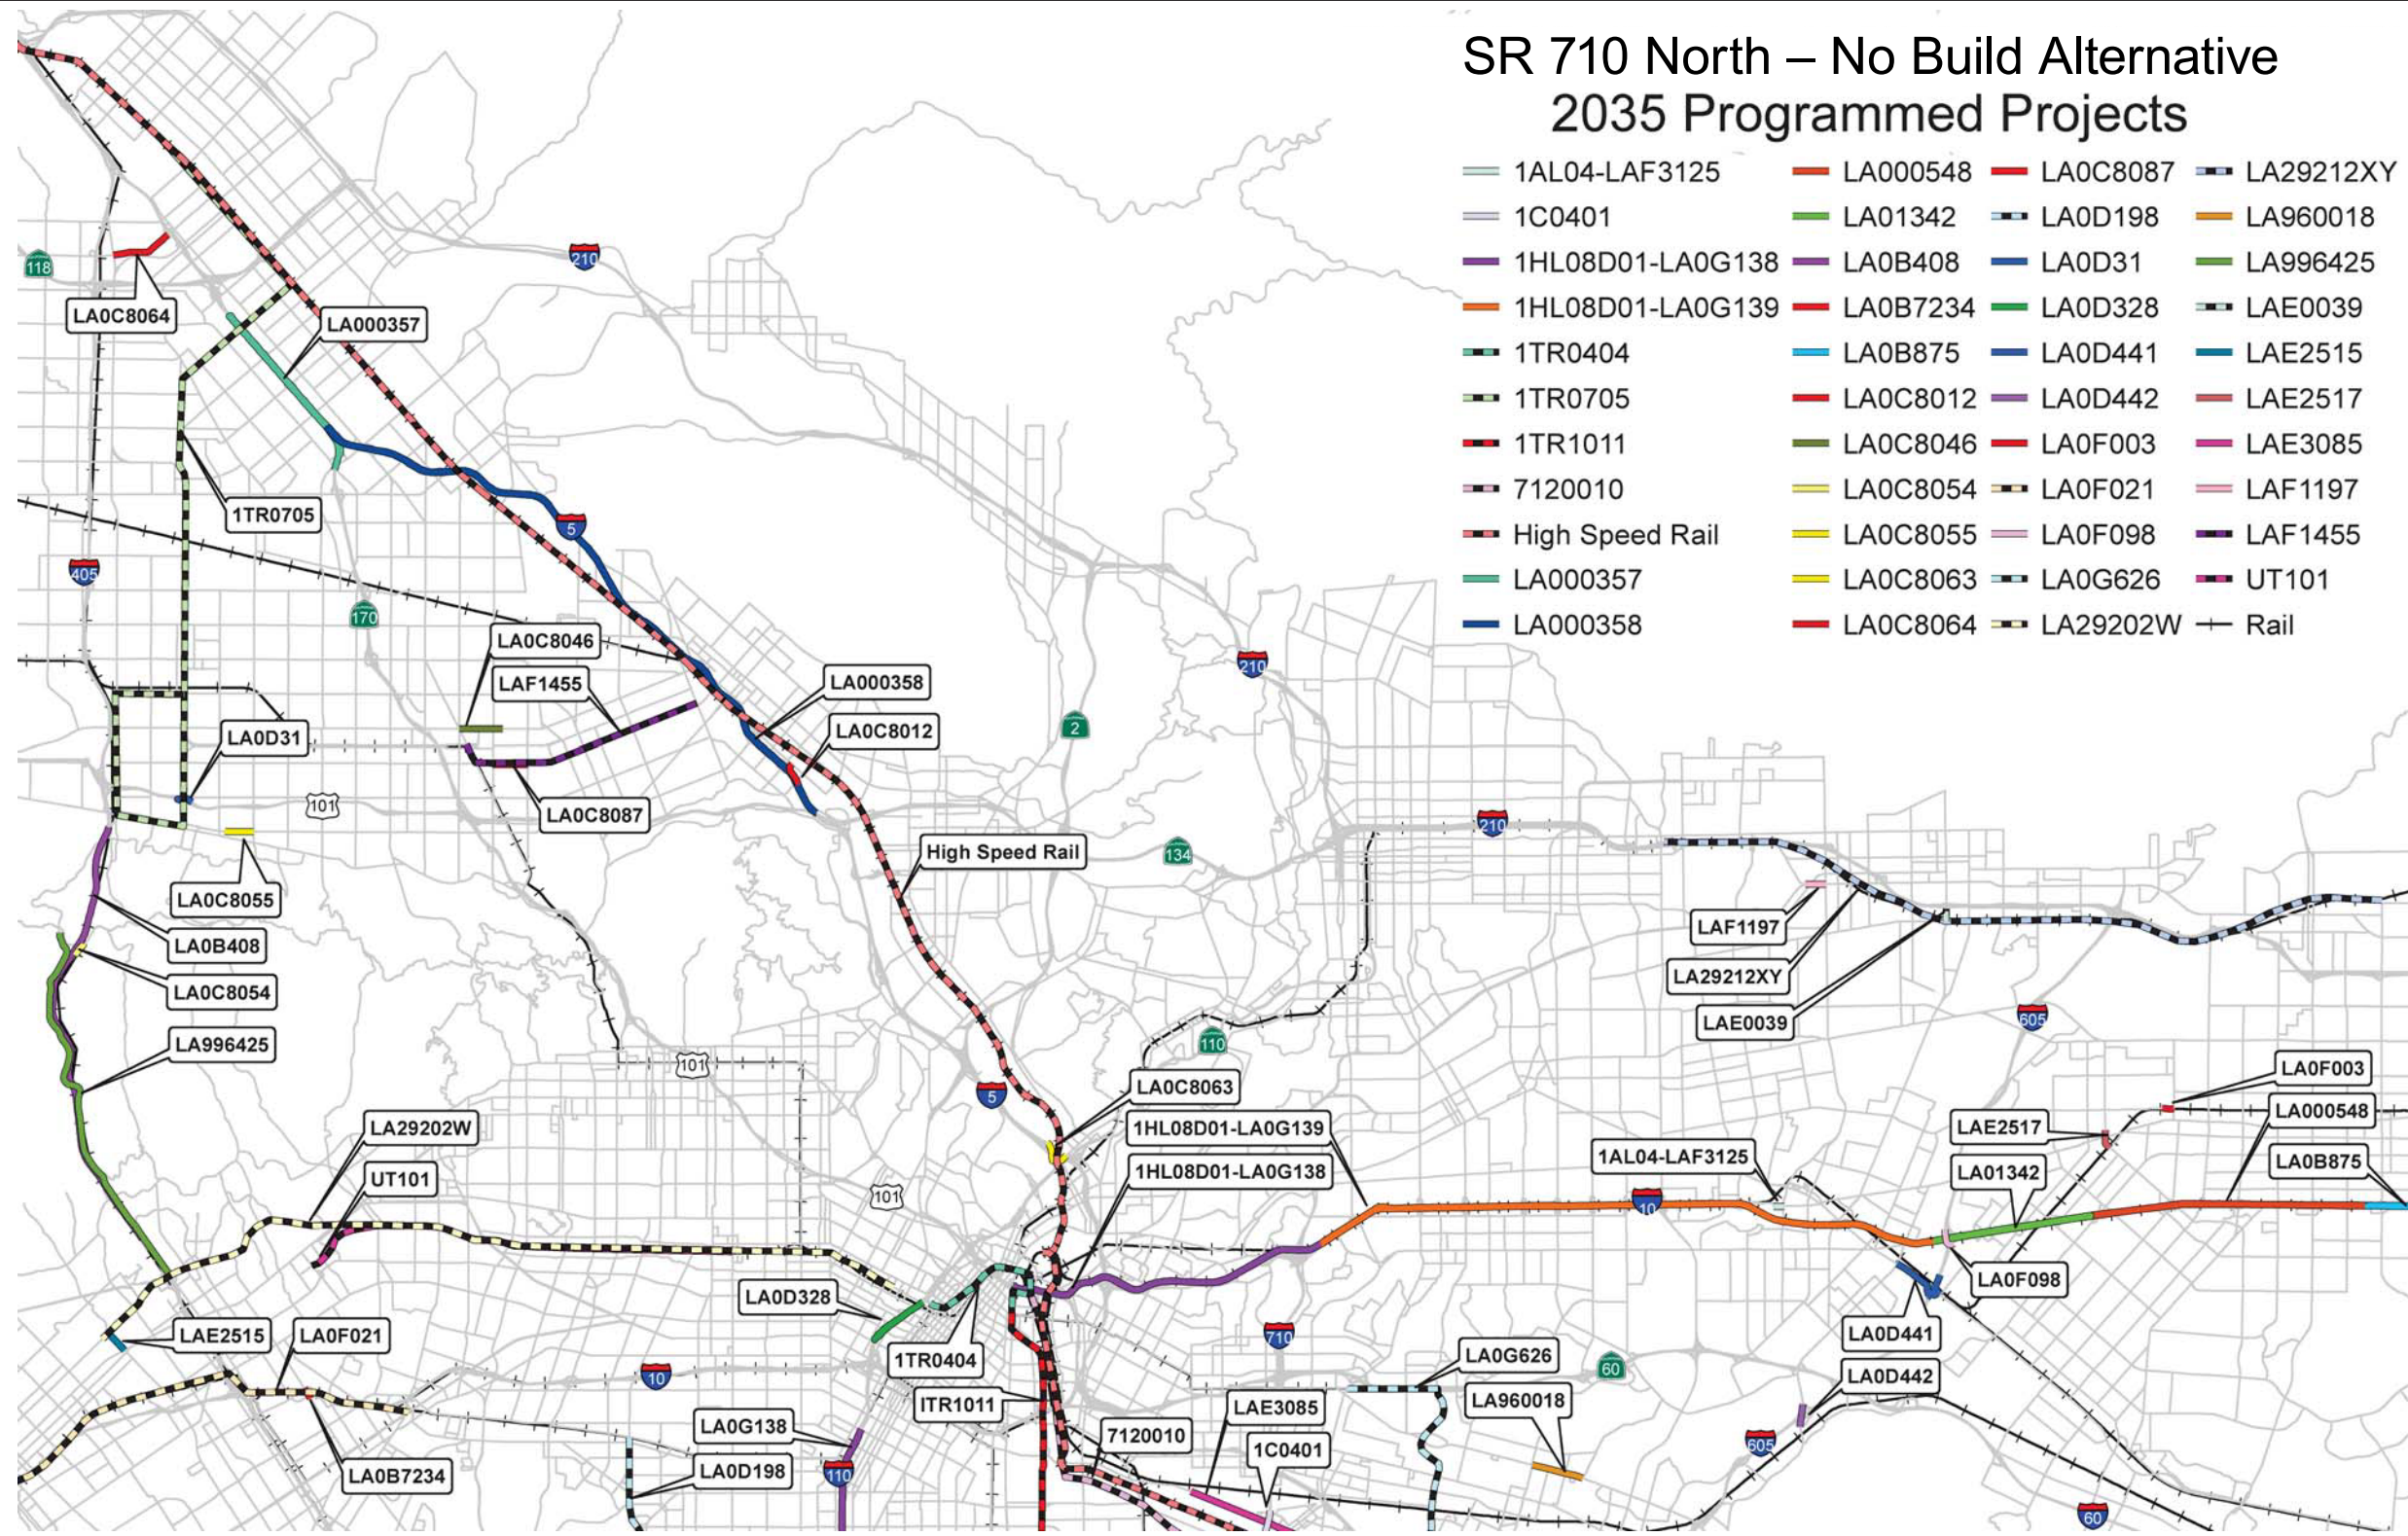 SR 710 North – No Build Alternative
2035 Programmed Projects
1AL04-LAF3125
1C0401
1HL08D01-LA0G138
1HL08D01-LA0G139
1TR0404
1TR0705
1TR1011
7120010
High Speed Rail
LA000357
LA000358
LA000548
LA01342
LA0B408
LA0B7234
LA0B875
LA0C8012
LA0C8046
LA0C8054
LA0C8055
LA0C8063
LA0C8064
LA0C8087
LA0D198
LA0D31
LA0D328
LA0D441
LA0D442
LA0F003
LA0F021
LA0F098
LA0G626
LA29202W
LA29212XY
LA960018
LA996425
LAE0039
LAE2515
LAE2517
LAE3085
LAF1197
LAF1455
UT101
Rail
118
210
LA0C8064
LA000357
1TR0705
5
405
170
LA0C8046
LAF1455
LA000358
210
2
LA0C8012
LA0D31
101
LA0C8087
210
High Speed Rail
134
LA0C8055
LAF1197
LA0B408
LA29212XY
LA0C8054
LAE0039
605
LA996425
110
101
5
LA0C8063
LA0F003
LA000548
LA29202W
1HL08D01-LA0G139
LAE2517
1AL04-LAF3125
LA0B875
UT101
1HL08D01-LA0G138
LA01342
101
10
LA0F098
LA0D328
LAE2515
LA0F021
710
LA0D441
1TR0404
LA0G626
60
10
LA0D442
ITR1011
LAE3085
LA960018
LA0G138
7120010
1C0401
605
LA0B7234
LA0D198
110
60